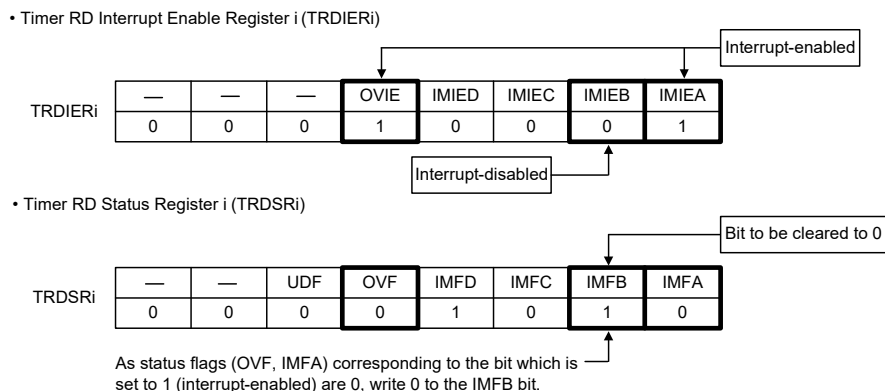 • Timer RD Interrupt Enable Register i (TRDIERi)
Interrupt-enabled
— — — OVIE IMIED IMIEC IMIEB IMIEA
TRDIERi
0 0 0 1 0 0 0 1
Interrupt-disabled
• Timer RD Status Register i (TRDSRi)
Bit to be cleared to 0
— — UDF OVF IMFD IMFC IMFB IMFA
TRDSRi
0 0 0 0 1 0 1 0
As status flags (OVF, IMFA) corresponding to the bit which is
set to 1 (interrupt-enabled) are 0, write 0 to the IMFB bit.